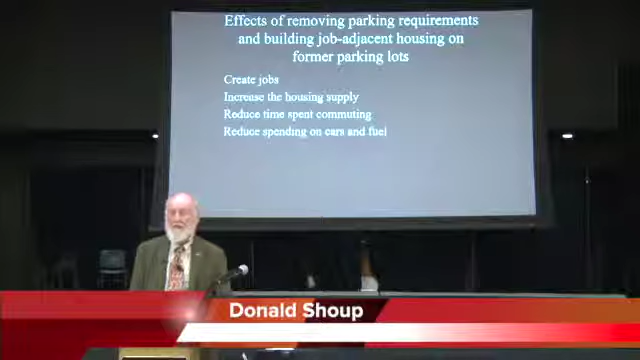 Effects of removing parking requirements
and building job-adjacent housing on
former parking lots
Create jobs
Increase the housing supply
Reduce time spent commuting
Reduce spending on cars and fuel
Donald Shoup